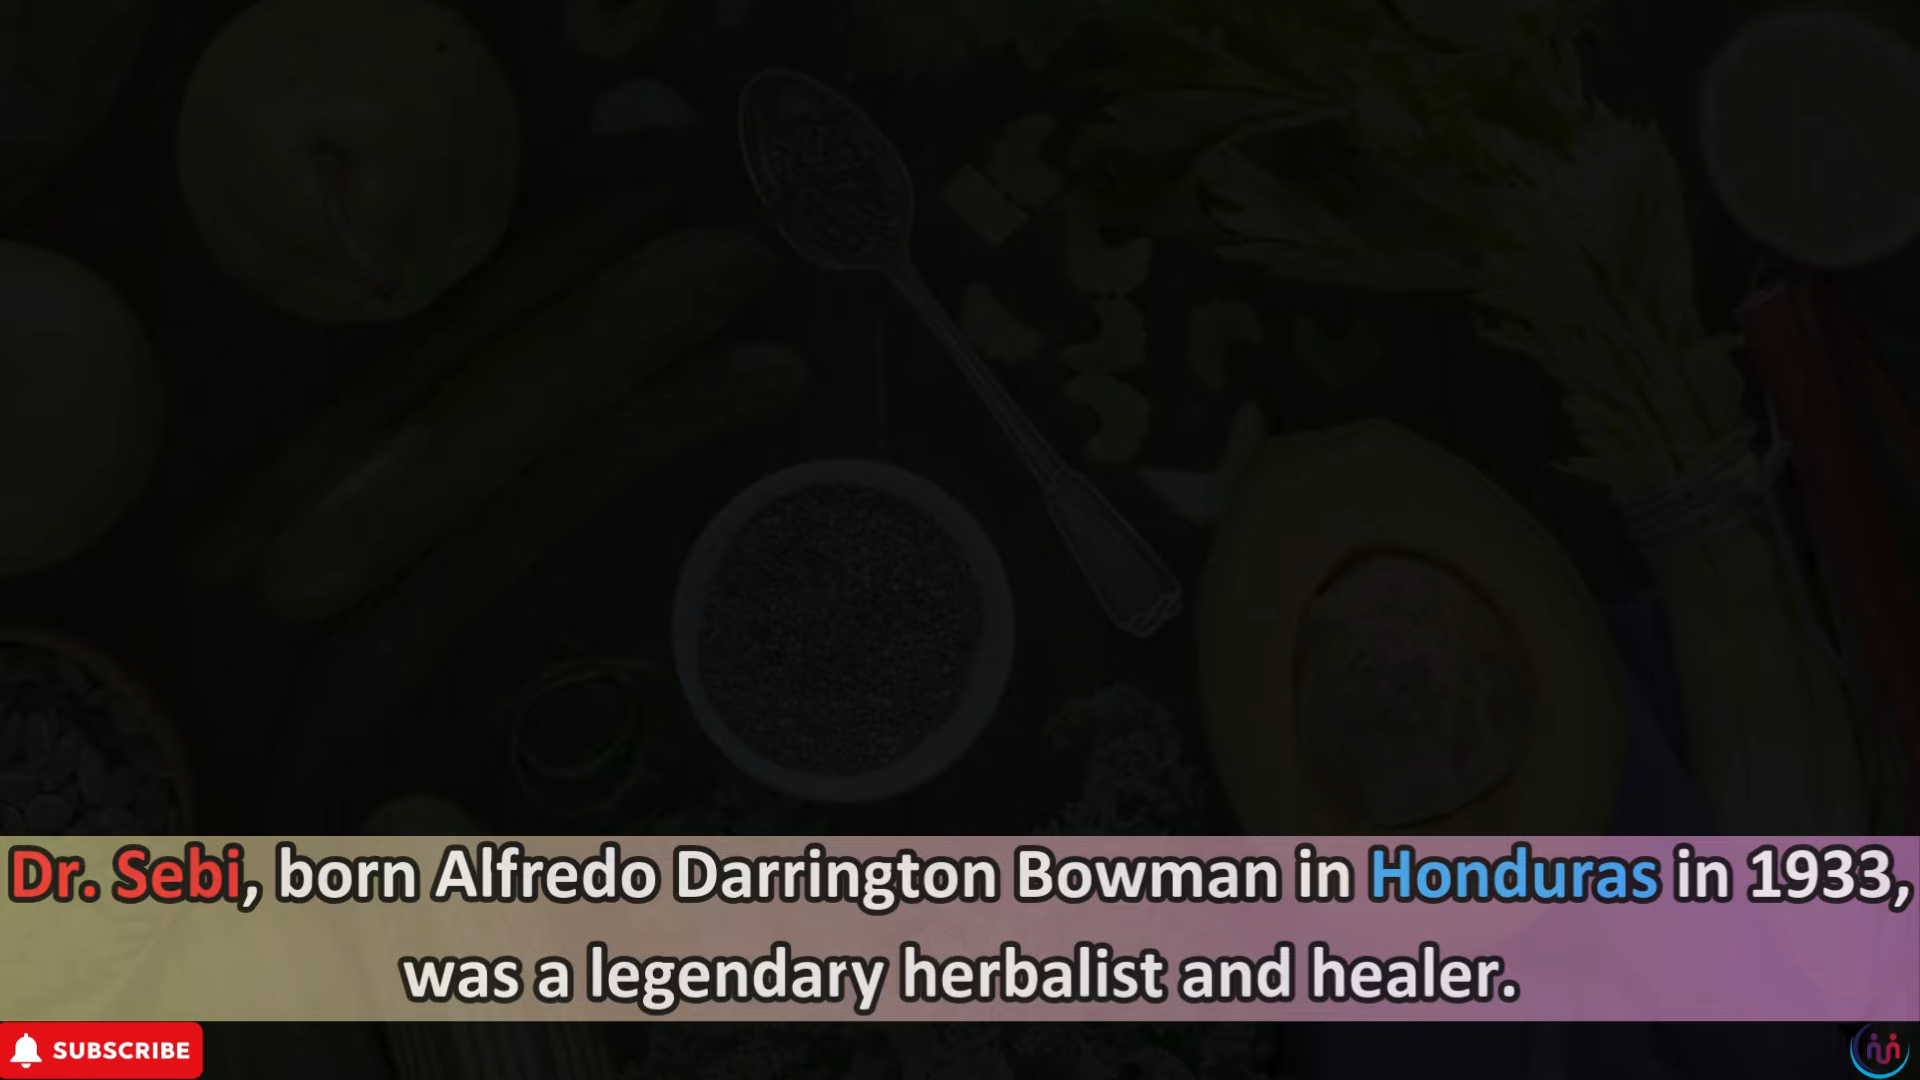 Dr. Sebi, born Alfredo Darrington Bowman in Honduras in 1933,
was a legendary herbalist and healer.
SUBSCRIBE